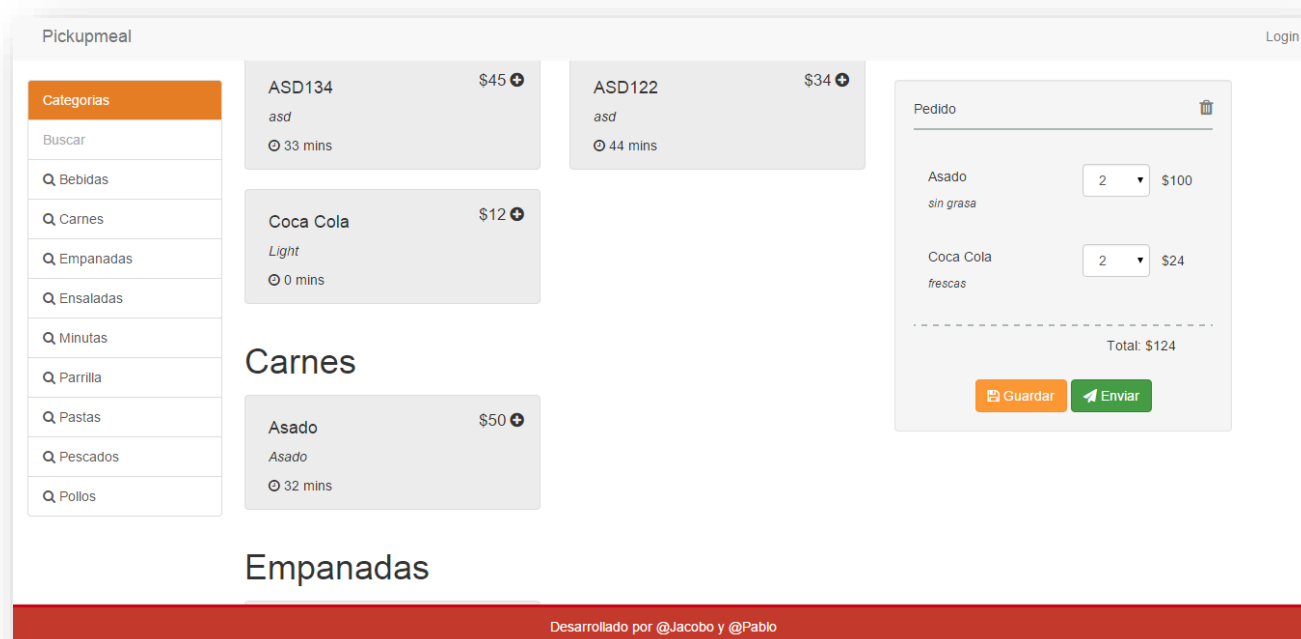 Pickupmeal
Login
Categorias
Buscar
Bebidas
Carnes
Empanadas
Ensaladas
Minutas
Parrilla
Pastas
Pescados
Pollos
ASD134 $45
asd
33 mins
ASD122 $34
asd
44 mins
Coca Cola $12
Light
0 mins
Carnes
Asado $50
Asado
32 mins
Empanadas
Pedido
Asado 2 $100
sin grasa
Coca Cola 2 $24
frescas
Total: $124
Guardar Enviar
Desarrollado por @Jacobo y @Pablo